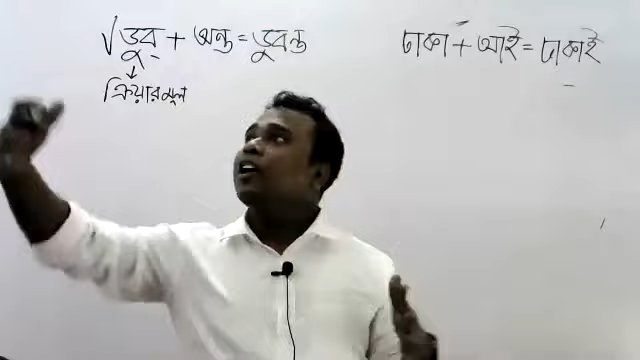 √ডুব্ + অন্ত = ডুবন্ত
ক্রিয়ার মূল
ঢাকা + আই = ঢাকাই